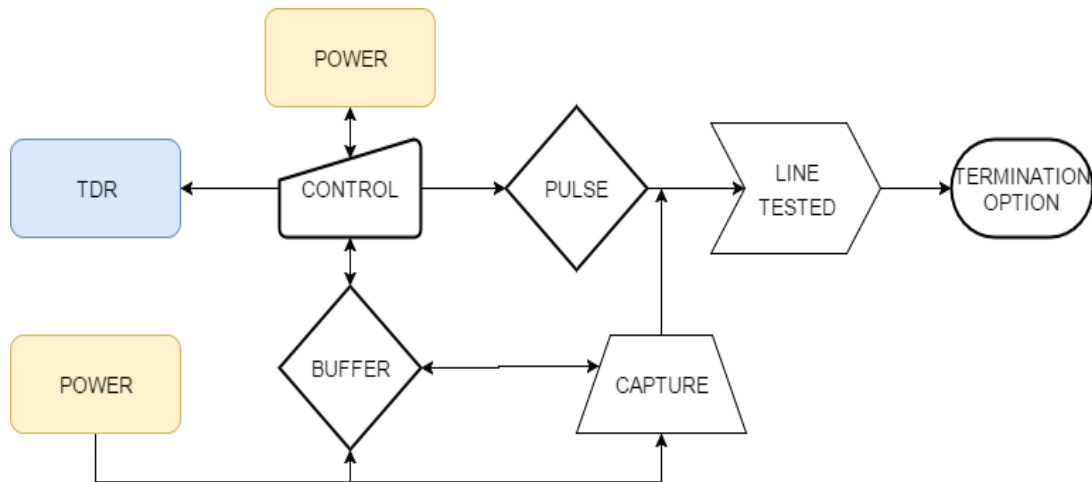 POWER
TDR
CONTROL
PULSE
LINE
TESTED
TERMINATION
OPTION
POWER
BUFFER
CAPTURE